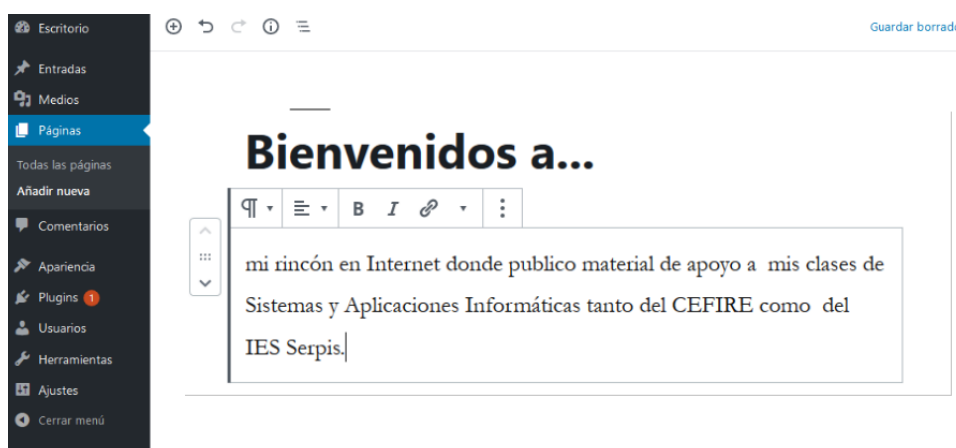 Escritorio
Entradas
Medios
Páginas
Todas las páginas
Añadir nueva
Comentarios
Apariencia
Plugins 1
Usuarios
Herramientas
Ajustes
Cerrar menú
Guardar borrado
Bienvenidos a...
B I
mi rincón en Internet donde publico material de apoyo a  mis clases de
Sistemas y Aplicaciones Informáticas tanto del CEFIRE como  del
IES Serpis.